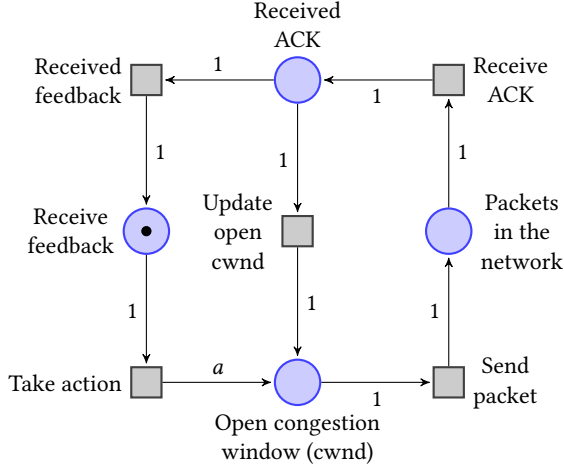 Received
ACK
Received
feedback
1
1
Receive
ACK
1
1
1
Receive
feedback
Update
open
cwnd
Packets
in the
network
1
1
1
Take action
a
1
Send
packet
Open congestion
window (cwnd)